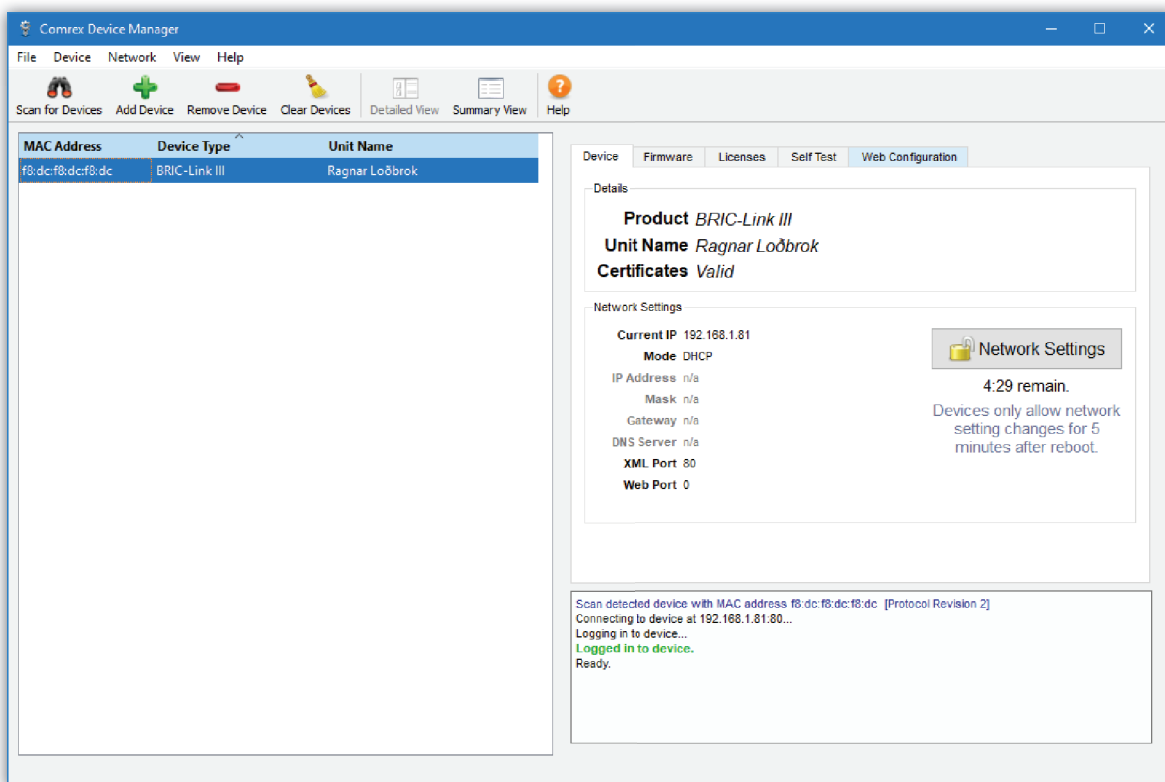 Comrex Device Manager
File Device Network View Help
Scan for Devices Add Device Remove Device Clear Devices Detailed View Summary View Help
MAC Address Device Type Unit Name
f8:dc:f8:dc:f8:dc BRIC-Link III Ragnar Loðbrok
Device Firmware Licenses Self Test Web Configuration
Details
Product BRIC-Link III
Unit Name Ragnar Loðbrok
Certificates Valid
Network Settings
Current IP 192.168.1.81
Mode DHCP
IP Address n/a
Mask n/a
Gateway n/a
DNS Server n/a
XML Port 80
Web Port 0
Network Settings
4:29 remain.
Devices only allow network
setting changes for 5
minutes after reboot.
Scan detected device with MAC address f8:dc:f8:dc:f8:dc [Protocol Revision 2]
Connecting to device at 192.168.1.81:80...
Logging in to device...
Logged in to device.
Ready.